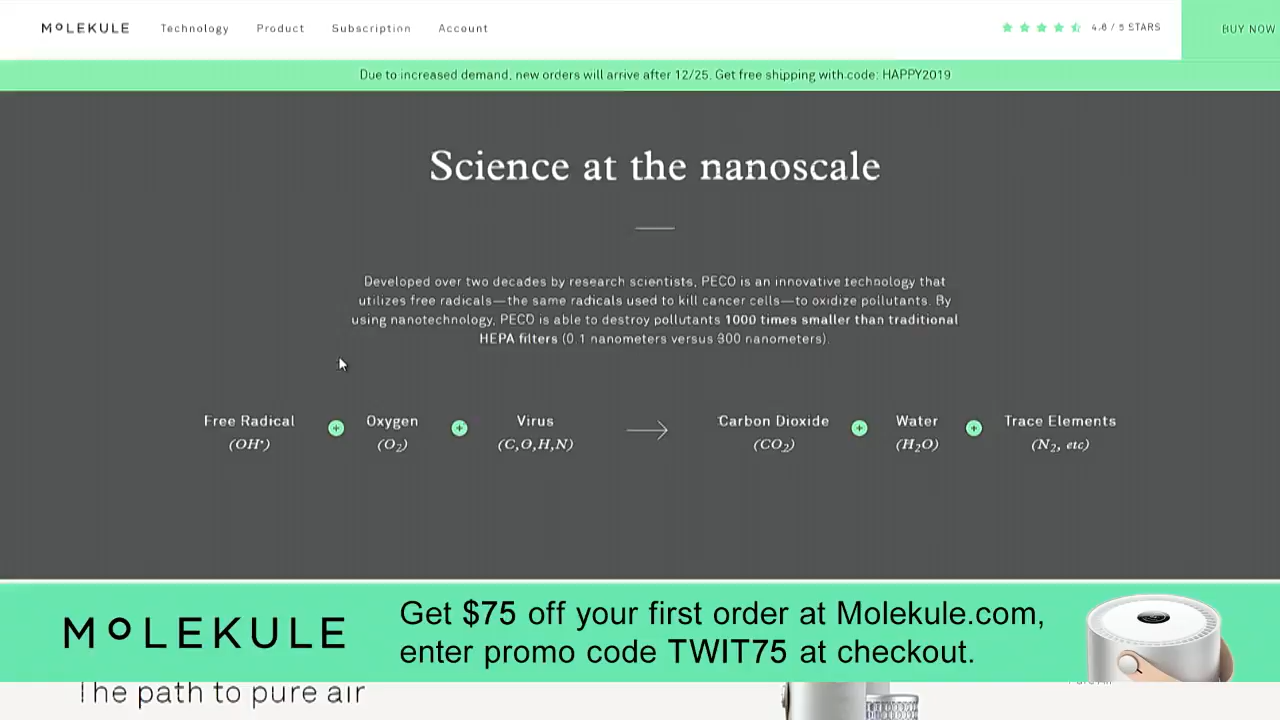 MOLEKULE Technology Product Subscription Account 4.6 / 5 STARS BUY NOW
Due to increased demand, new orders will arrive after 12/25. Get free shipping with code: HAPPY2019
Science at the nanoscale
Developed over two decades by research scientists, PECO is an innovative technology that
utilizes free radicals—the same radicals used to kill cancer cells—to oxidize pollutants. By
using nanotechnology, PECO is able to destroy pollutants 1000 times smaller than traditional
HEPA filters (0.1 nanometers versus 300 nanometers).
Free Radical + Oxygen + Virus → Carbon Dioxide + Water + Trace Elements
(OH•) (O₂) (C,O,H,N) (CO₂) (H₂O) (N₂, etc)
MOLEKULE
Get $75 off your first order at Molekule.com,
enter promo code TWIT75 at checkout.
The path to pure air